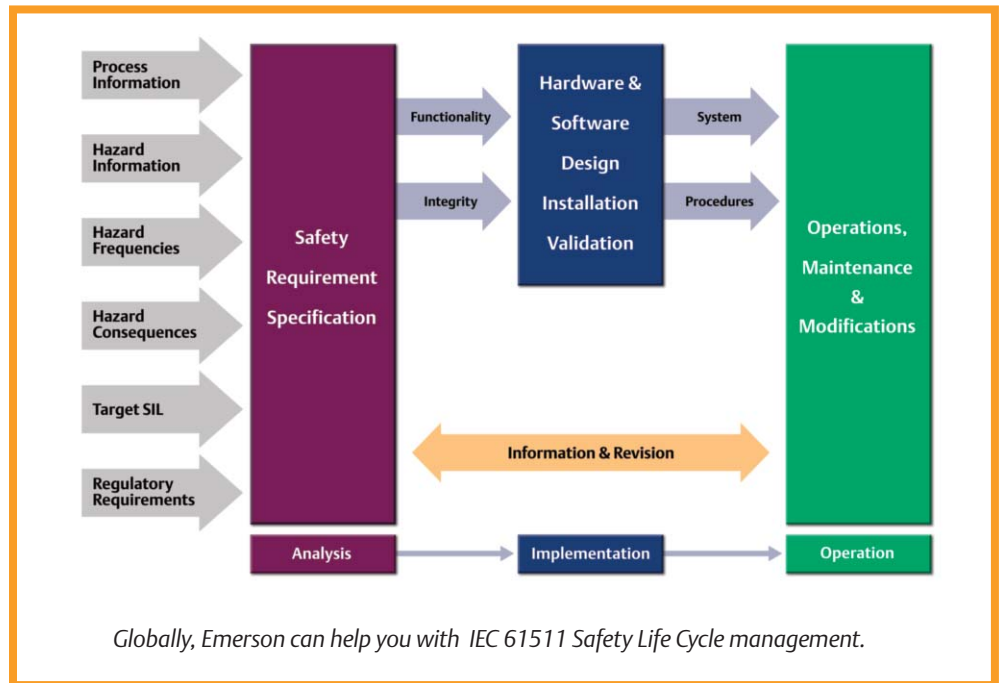 Process
Information
Hazard
Information
Hazard
Frequencies
Hazard
Consequences
Target SIL
Regulatory
Requirements
Safety
Requirement
Specification
Functionality
Integrity
Hardware &
Software
Design
Installation
Validation
System
Procedures
Operations,
Maintenance
&
Modifications
Information & Revision
Analysis
Implementation
Operation
Globally, Emerson can help you with IEC 61511 Safety Life Cycle management.